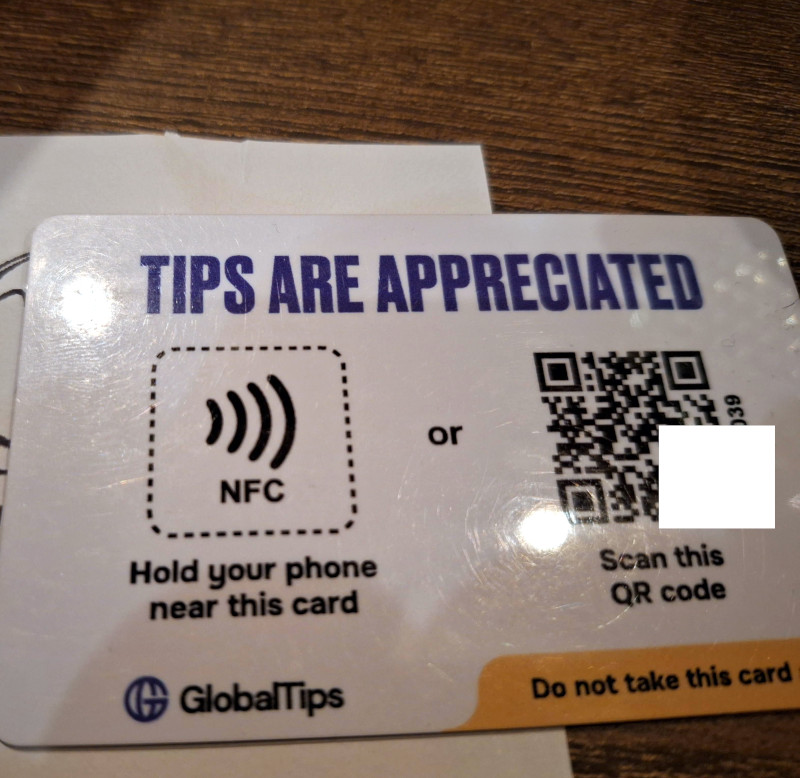 TIPS ARE APPRECIATED
NFC
or
039
Hold your phone
near this card
Scan this
QR code
GlobalTips
Do not take this card